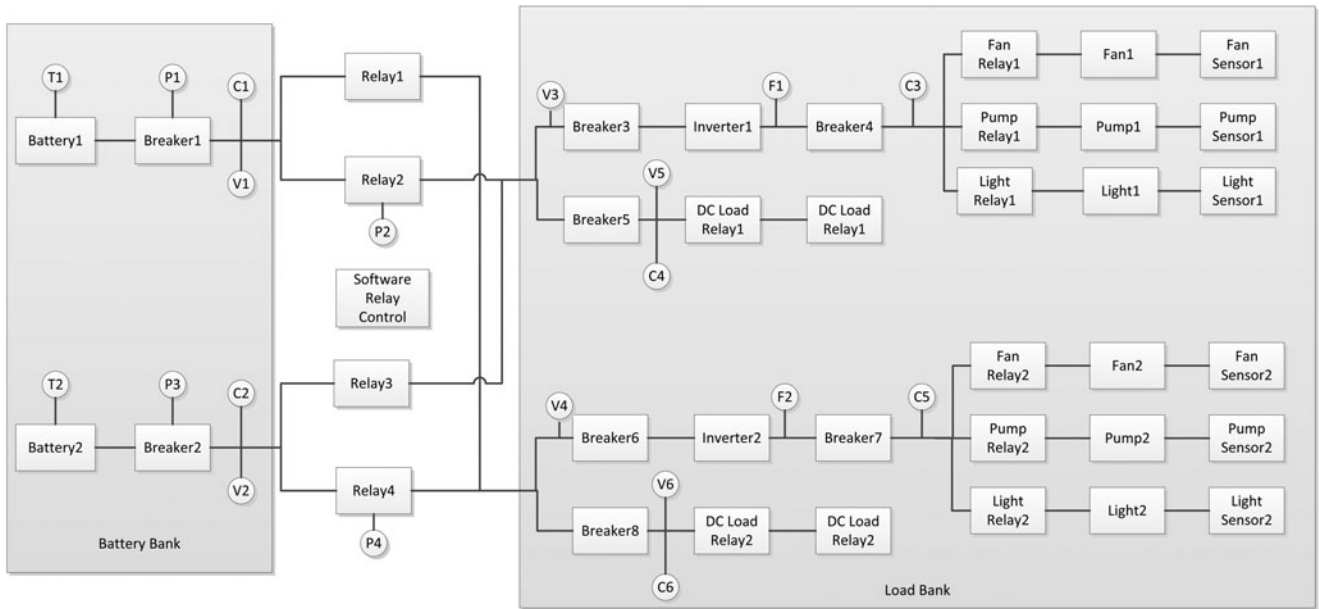 T1
P1
C1
Battery1
Breaker1
V1
Relay1
Relay2
P2
Software
Relay
Control
T2
P3
C2
Battery2
Breaker2
V2
Relay3
Relay4
P4
Battery Bank
V3
Breaker3
Inverter1
F1
Breaker4
C3
Fan
Relay1
Fan1
Fan
Sensor1
Pump
Relay1
Pump1
Pump
Sensor1
Light
Relay1
Light1
Light
Sensor1
V5
Breaker5
DC Load
Relay1
DC Load
Relay1
C4
V4
Breaker6
Inverter2
F2
Breaker7
C5
Fan
Relay2
Fan2
Fan
Sensor2
Pump
Relay2
Pump2
Pump
Sensor2
Light
Relay2
Light2
Light
Sensor2
V6
Breaker8
DC Load
Relay2
DC Load
Relay2
C6
Load Bank